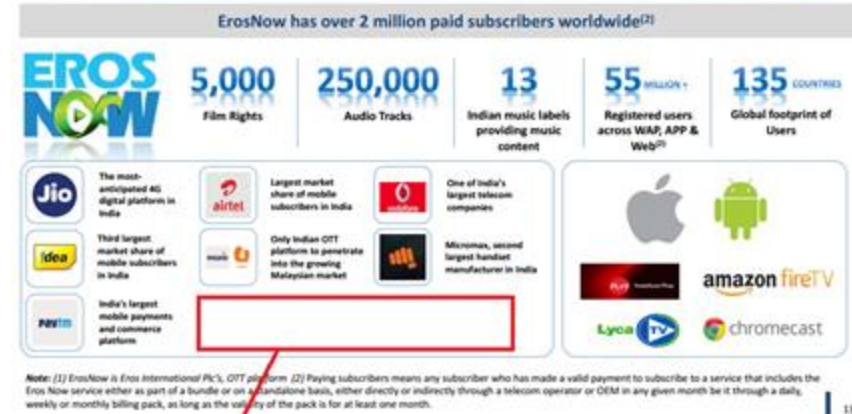 ErosNow has over 2 million paid subscribers worldwide(2)
EROS
NOW
5,000
Film Rights
250,000
Audio Tracks
13
Indian music labels
providing music
content
55 MILLION +
Registered users
across WAP, APP &
Web(2)
135 COUNTRIES
Global footprint of
Users
Jio
The most-
anticipated 4G
digital platform in
India
airtel
Largest market
share of mobile
subscribers in India
vodafone
One of India's
largest telecom
companies
!dea
Third largest
market share of
mobile subscribers
in India
Only Indian OTT
platform to penetrate
into the growing
Malaysian market
Micromax, second
largest handset
manufacturer in India
Paytm
India's largest
mobile payments
and commerce
platform
amazon fireTV
Lyca TV
chromecast
Note: (1) ErosNow is Eros International Plc's, OTT platform (2) Paying subscribers means any subscriber who has made a valid payment to subscribe to a service that includes the
Eros Now service either as part of a bundle or on a standalone basis, either directly or indirectly through a telecom operator or OEM in any given month be it through a daily,
weekly or monthly billing pack, as long as the validity of the pack is for at least one month.